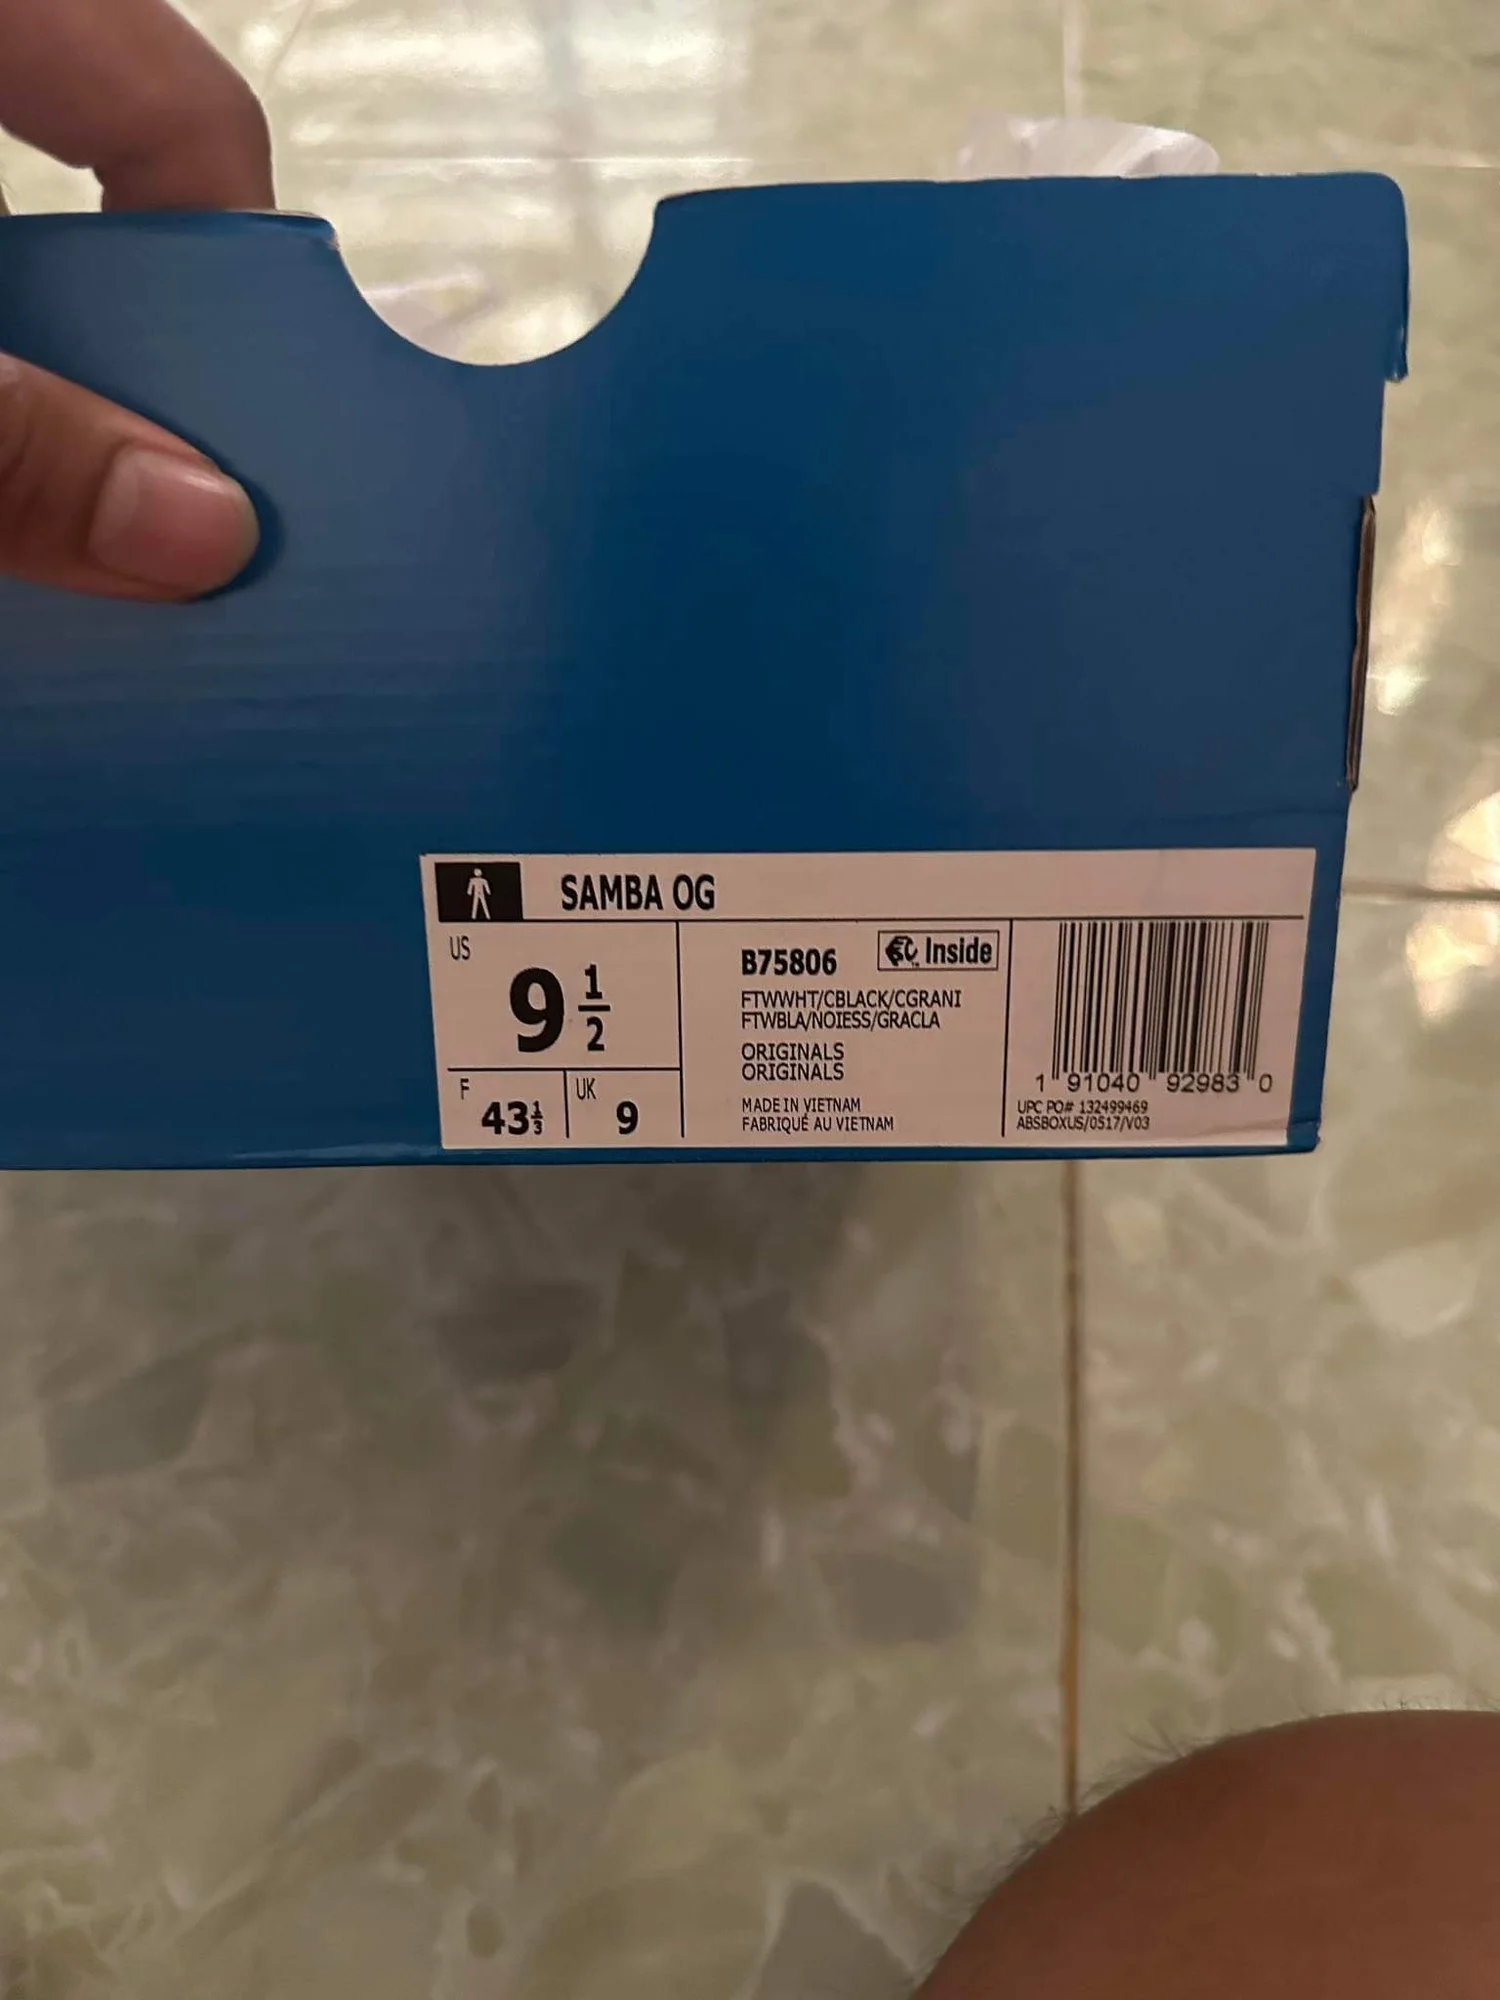 SAMBA OG
US
9 1/2
F
43 1/3
UK
9
B75806
Inside
FTWWHT/CBLACK/CGRANI
FTWBLA/NOIESS/GRACLA
ORIGINALS
ORIGINALS
MADE IN VIETNAM
FABRIQUÉ AU VIETNAM
1 91040 92983 0
UPC PO# 132499469
ABSBOXUS/0517/V03